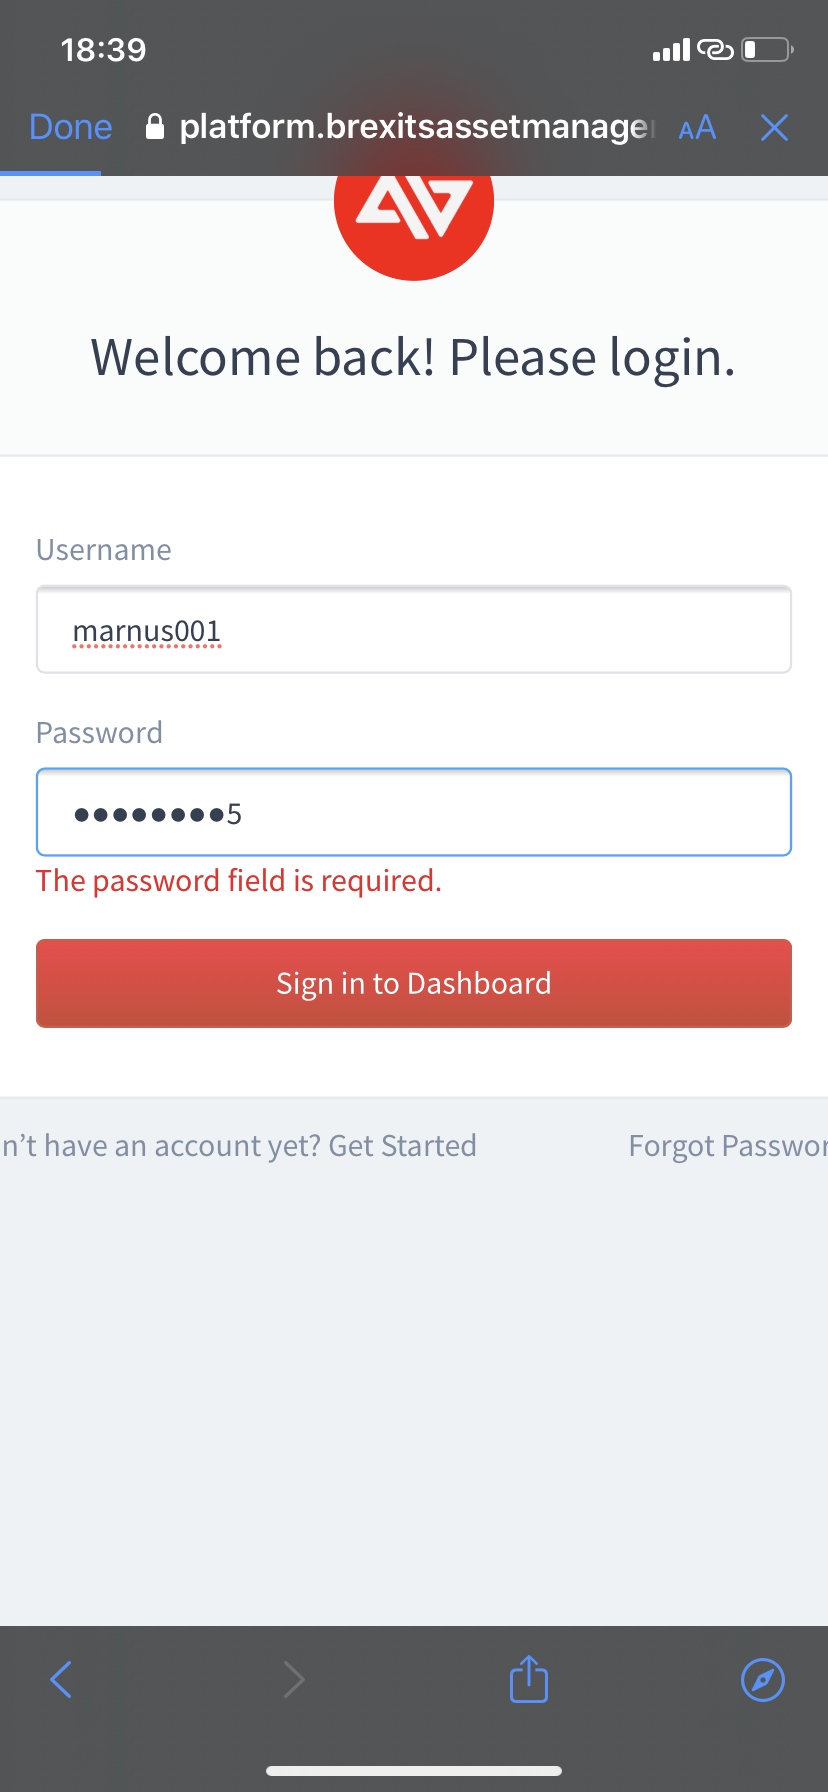 18:39
Done platform.brexitsassetmanage AA
Welcome back! Please login.
Username
marnus001
Password
●●●●●●●●5
The password field is required.
Sign in to Dashboard
n't have an account yet? Get Started Forgot Passwor